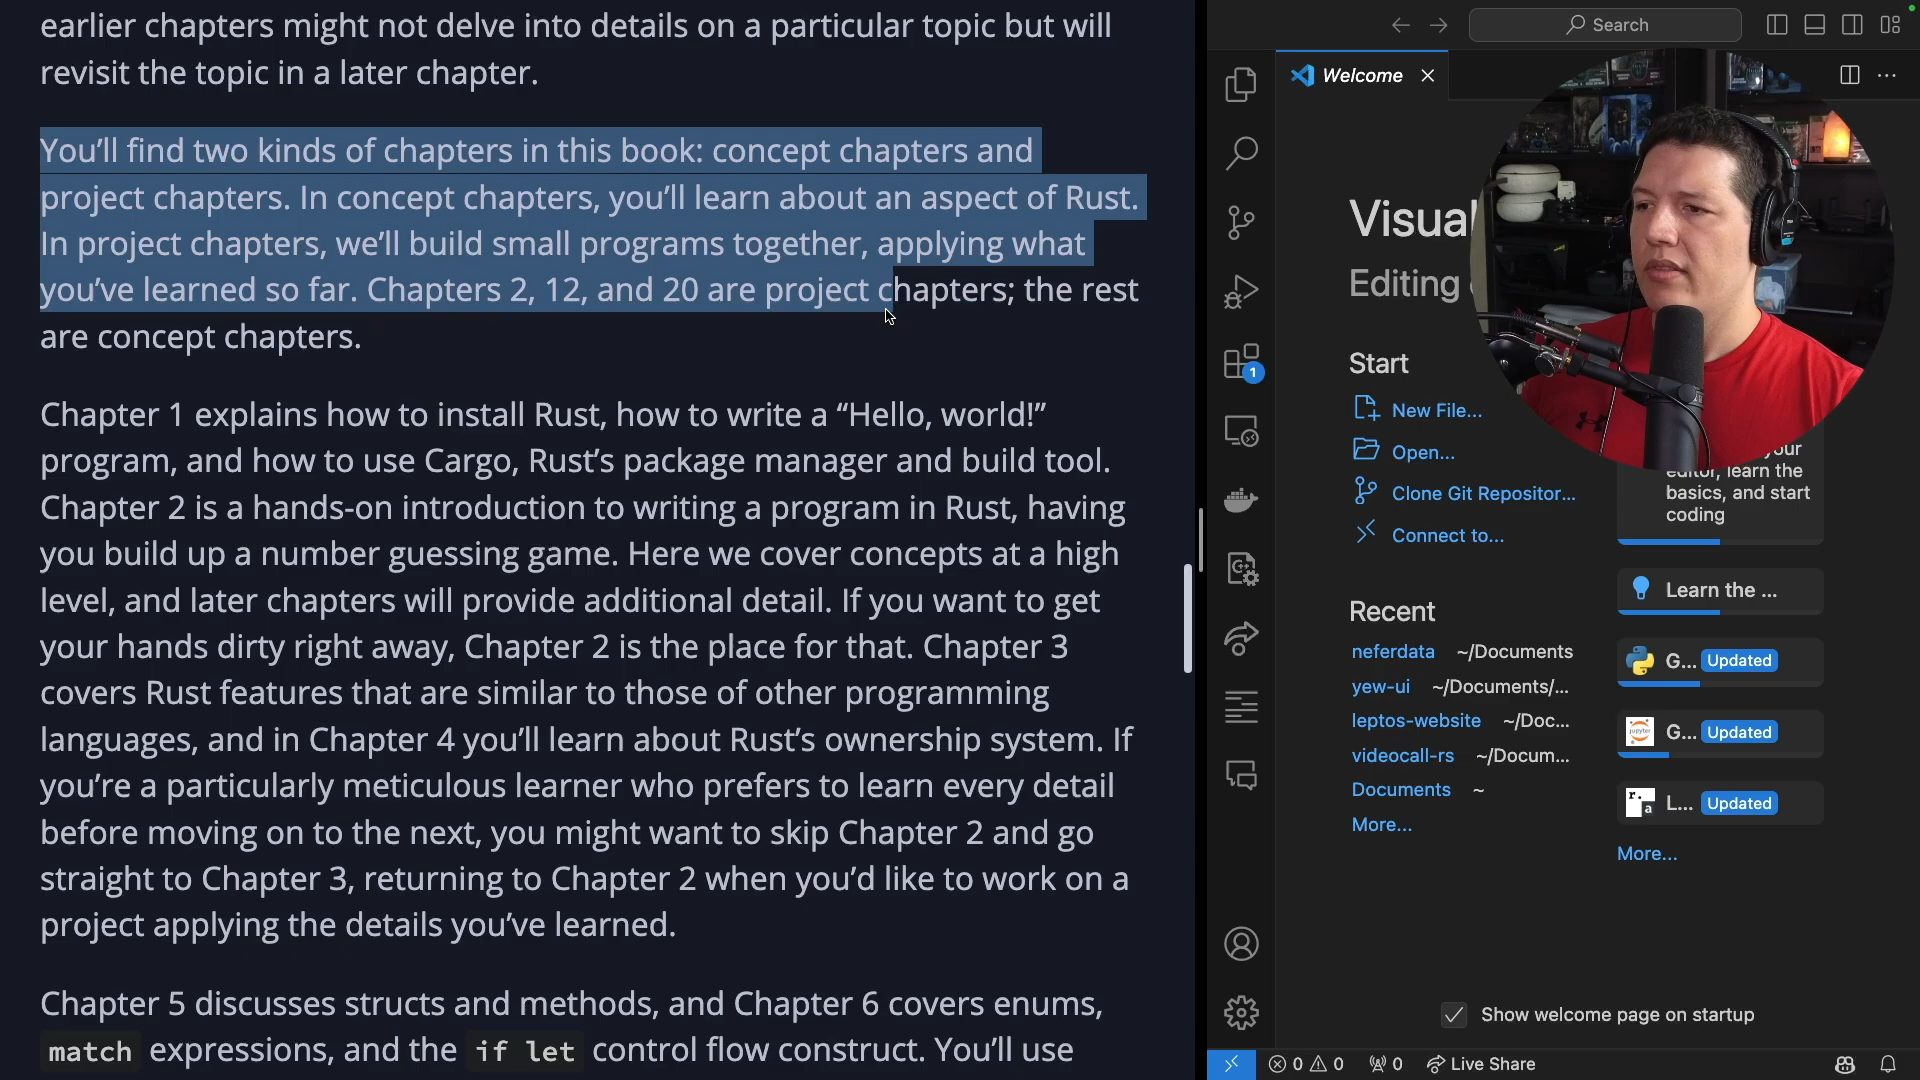 earlier chapters might not delve into details on a particular topic but will
revisit the topic in a later chapter.
You’ll find two kinds of chapters in this book: concept chapters and
project chapters. In concept chapters, you’ll learn about an aspect of Rust.
In project chapters, we’ll build small programs together, applying what
you’ve learned so far. Chapters 2, 12, and 20 are project chapters; the rest
are concept chapters.
Chapter 1 explains how to install Rust, how to write a “Hello, world!”
program, and how to use Cargo, Rust’s package manager and build tool.
Chapter 2 is a hands-on introduction to writing a program in Rust, having
you build up a number guessing game. Here we cover concepts at a high
level, and later chapters will provide additional detail. If you want to get
your hands dirty right away, Chapter 2 is the place for that. Chapter 3
covers Rust features that are similar to those of other programming
languages, and in Chapter 4 you’ll learn about Rust’s ownership system. If
you’re a particularly meticulous learner who prefers to learn every detail
before moving on to the next, you might want to skip Chapter 2 and go
straight to Chapter 3, returning to Chapter 2 when you’d like to work on a
project applying the details you’ve learned.
Chapter 5 discusses structs and methods, and Chapter 6 covers enums,
match expressions, and the if let control flow construct. You’ll use
Search
Welcome
Visual
Editing
Start
New File...
Open...
Clone Git Repositor...
Connect to...
Recent
neferdata ~/Documents
yew-ui ~/Documents/...
leptos-website ~/Doc...
videocall-rs ~/Docum...
Documents ~
More...
editor, learn the
basics, and start
coding
Learn the ...
G... Updated
G... Updated
L... Updated
More...
1
Show welcome page on startup
0 0 0 Live Share